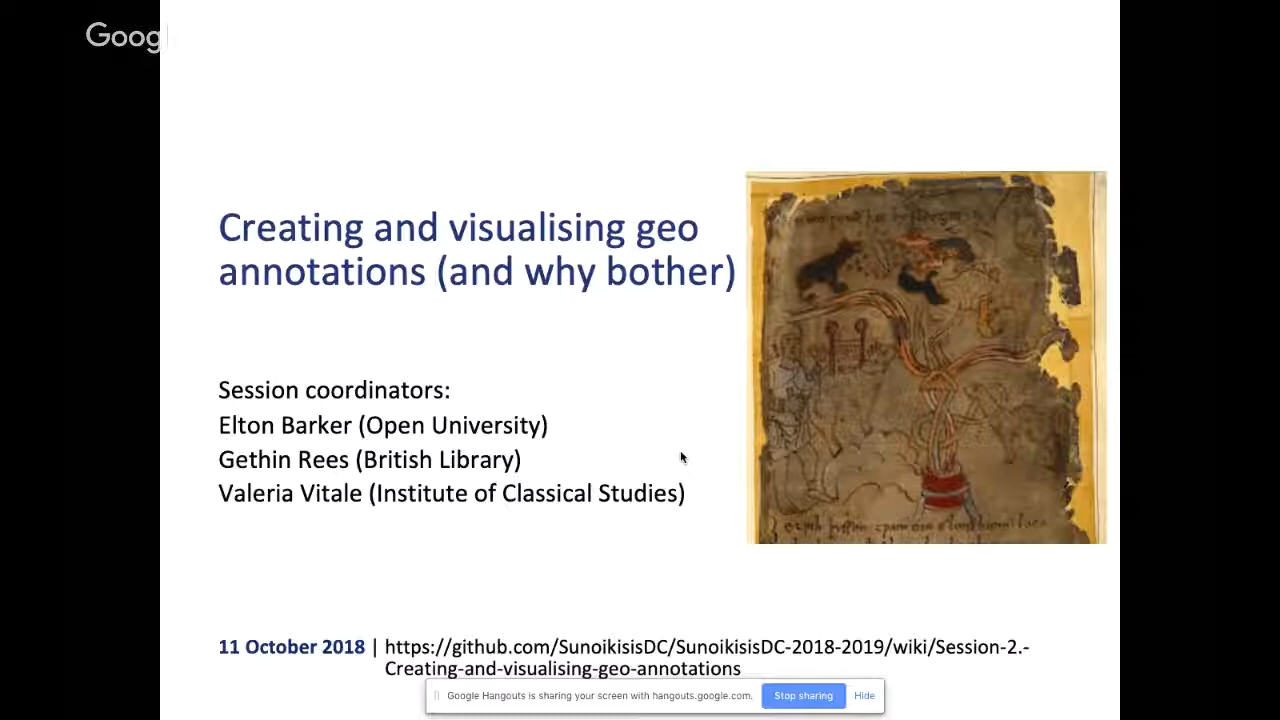 Goog
Creating and visualising geo
annotations (and why bother)
Session coordinators:
Elton Barker (Open University)
Gethin Rees (British Library)
Valeria Vitale (Institute of Classical Studies)
11 October 2018 | https://github.com/SunoikisisDC/SunoikisisDC-2018-2019/wiki/Session-2.-
Creating-and-visualising-geo-annotations
Google Hangouts is sharing your screen with hangouts.google.com. Stop sharing Hide